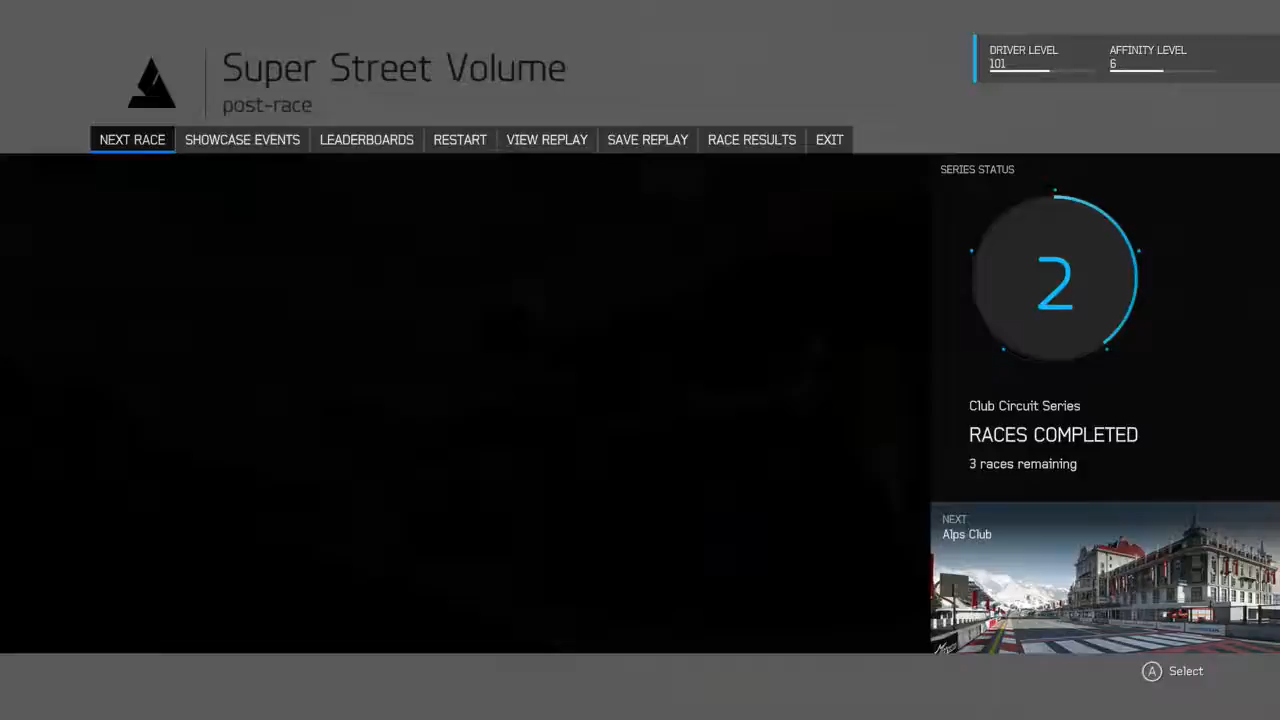 Super Street Volume
post-race
DRIVER LEVEL
101
AFFINITY LEVEL
6
NEXT RACE
SHOWCASE EVENTS
LEADERBOARDS
RESTART
VIEW REPLAY
SAVE REPLAY
RACE RESULTS
EXIT
SERIES STATUS
2
Club Circuit Series
RACES COMPLETED
3 races remaining
NEXT
Alps Club
A Select